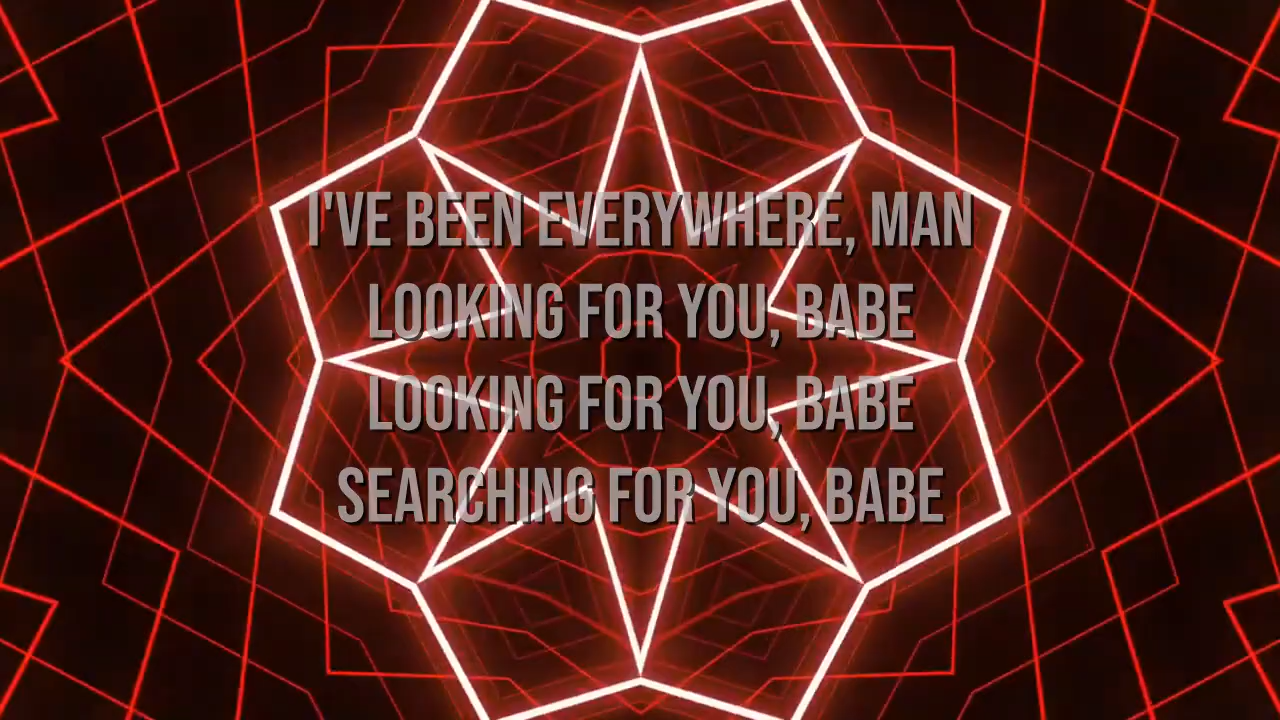 I'VE BEEN EVERYWHERE, MAN
LOOKING FOR YOU, BABE
LOOKING FOR YOU, BABE
SEARCHING FOR YOU, BABE